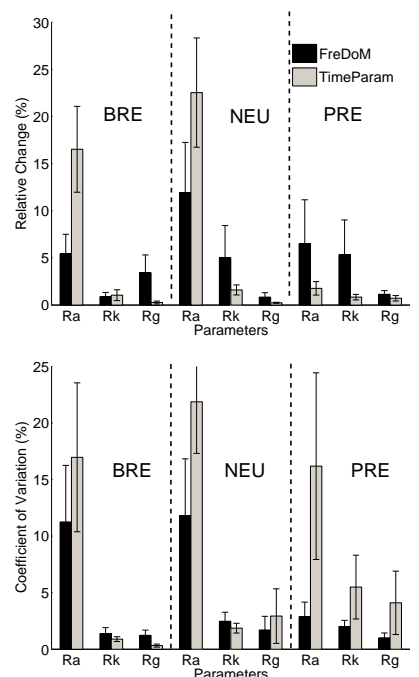 30
25
20
15
10
5
0
Relative Change (%)
BRE
NEU
PRE
FreDoM
TimeParam
Ra Rk Rg Ra Rk Rg Ra Rk Rg
Parameters
25
20
15
10
5
0
Coefficient of Variation (%)
BRE
NEU
PRE
Ra Rk Rg Ra Rk Rg Ra Rk Rg
Parameters